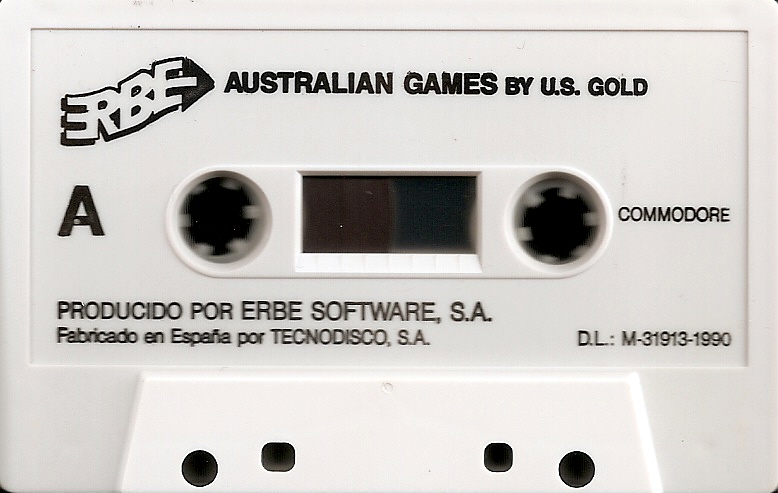 ERBE
AUSTRALIAN GAMES BY U.S. GOLD
A
COMMODORE
PRODUCIDO POR ERBE SOFTWARE, S.A.
Fabricado en España por TECNODISCO, S.A.
D.L.: M-31913-1990